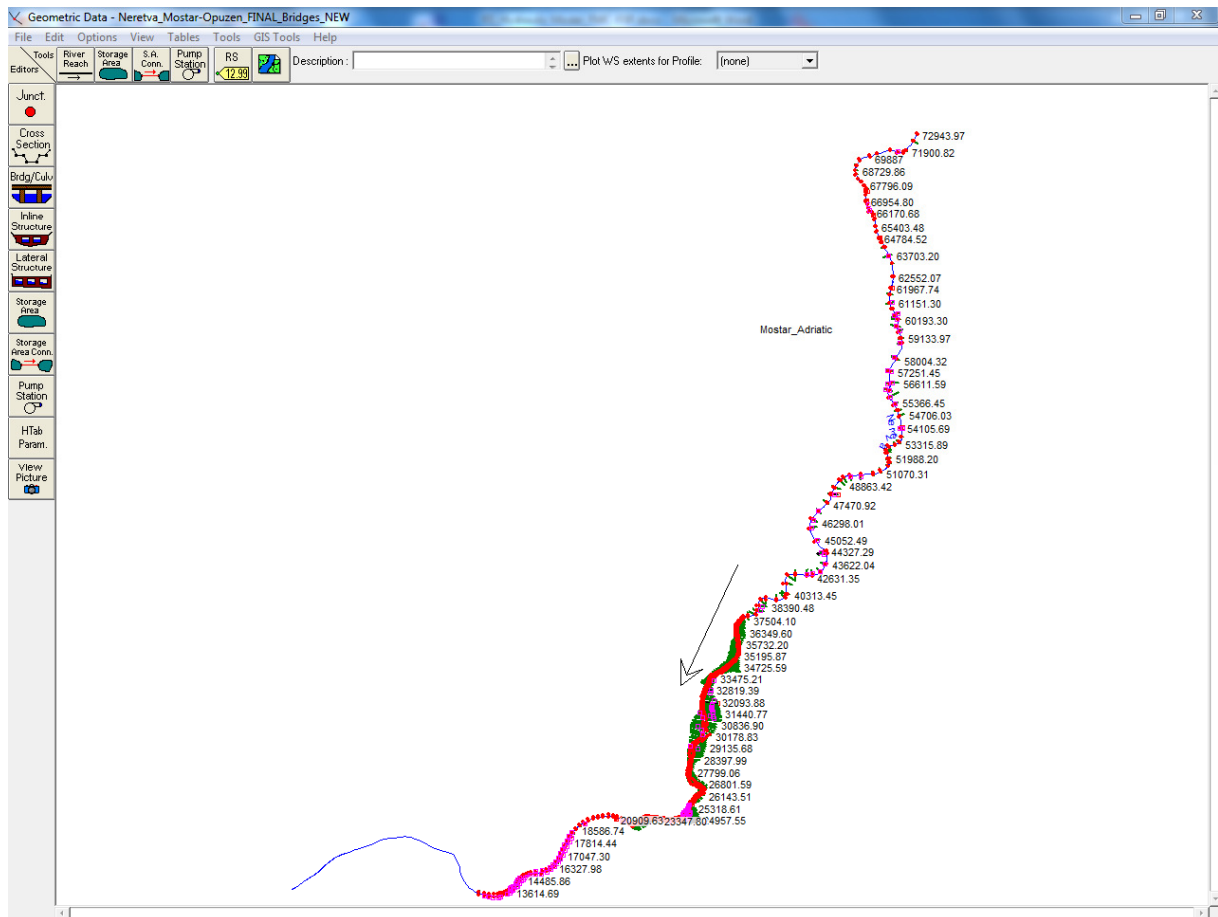 Geometric Data - Neretva_Mostar-Opuzen_FINAL_Bridges_NEW
File Edit Options View Tables Tools GIS Tools Help
Tools
Editors
River
Reach
Storage
Area
S.A.
Conn.
Pump
Station
RS
12.99
Description :
...
Plot WS extents for Profile:
(none)
Junct.
Cross
Section
Brdg/Culv
Inline
Structure
Lateral
Structure
Storage
Area
Storage
Area Conn.
Pump
Station
HTab
Param.
View
Picture
72943.97
71900.82
69887
68729.86
67796.09
66954.80
66170.68
65403.48
64784.52
63703.20
62552.07
61967.74
61151.30
60193.30
Mostar_Adriatic
59133.97
58004.32
57251.45
56611.59
55366.45
54706.03
54105.69
53315.89
51988.20
51070.31
48863.42
47470.92
46298.01
45052.49
44327.29
43622.04
42631.35
40313.45
38390.48
37504.10
36349.60
35732.20
35195.87
34725.59
33475.21
32819.39
32093.88
31440.77
30836.90
30178.83
29135.68
28397.99
27799.06
26801.59
26143.51
25318.61
20909.63 23347.80 74957.55
18586.74
17814.44
17047.30
16327.98
14485.86
13614.69